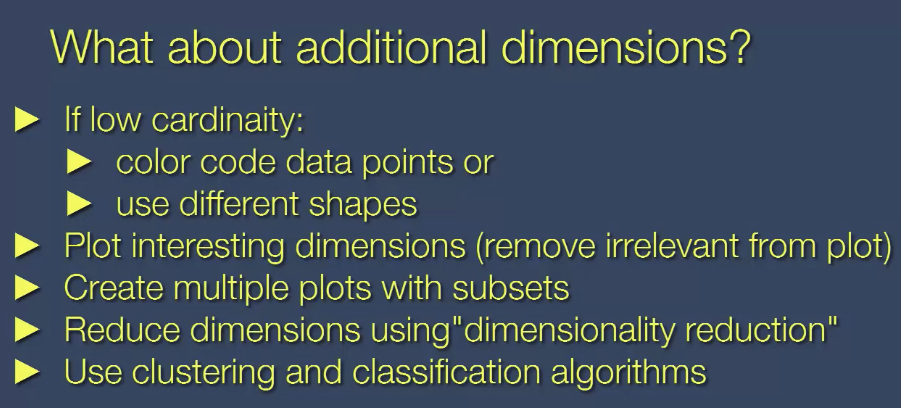 What about additional dimensions?
If low cardinaity:
color code data points or
use different shapes
Plot interesting dimensions (remove irrelevant from plot)
Create multiple plots with subsets
Reduce dimensions using"dimensionality reduction"
Use clustering and classification algorithms